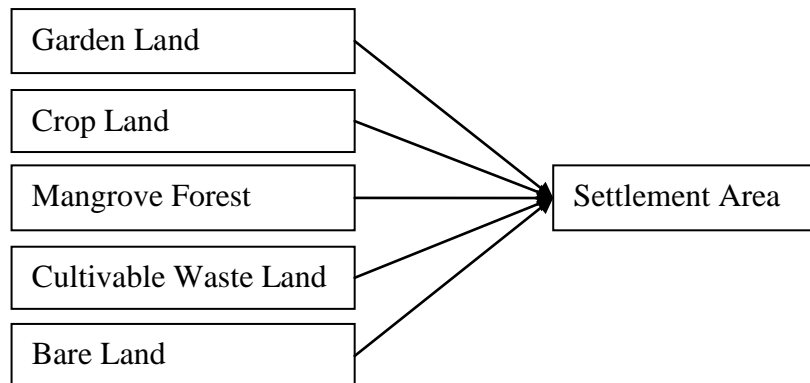 Garden Land
Crop Land
Mangrove Forest
Settlement Area
Cultivable Waste Land
Bare Land